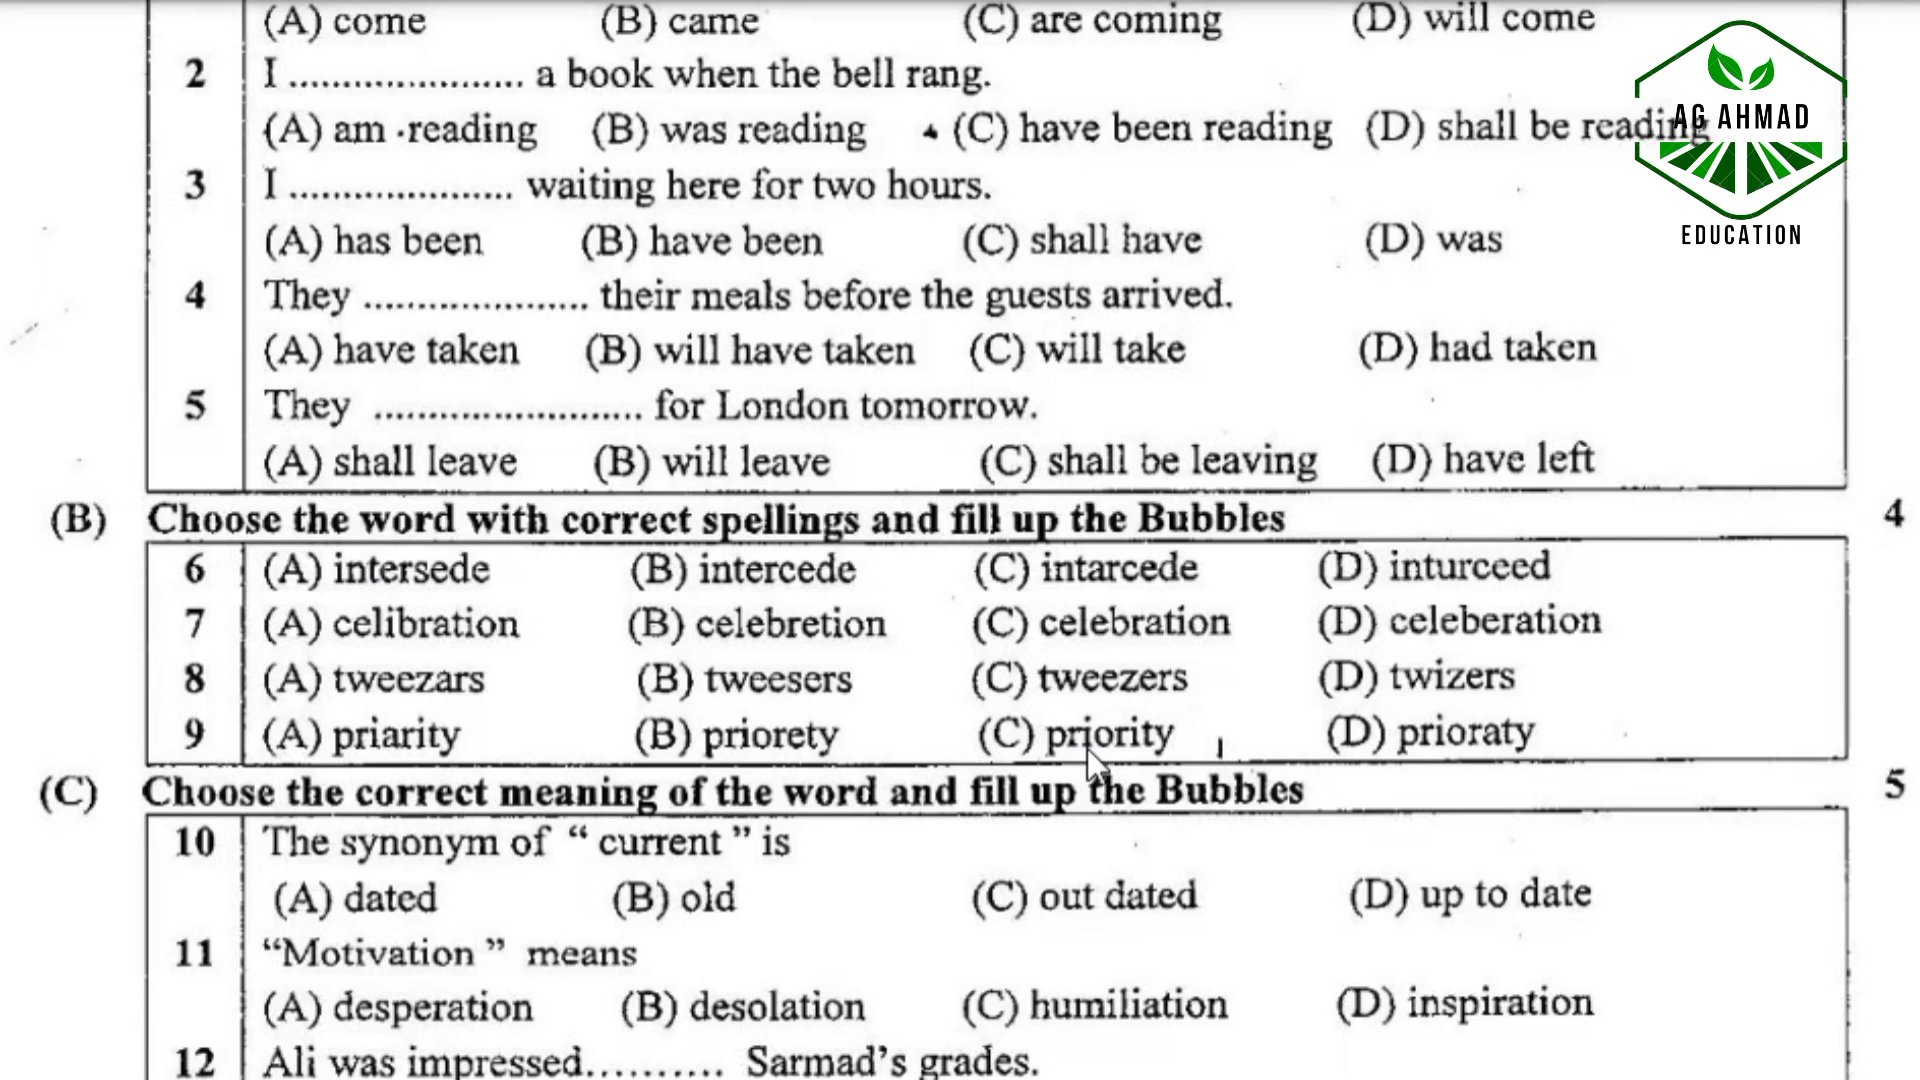 (A) come (B) came (C) are coming (D) will come
2 I ...................... a book when the bell rang.
(A) am reading (B) was reading (C) have been reading (D) shall be reading
AG AHMAD
EDUCATION
3 I ..................... waiting here for two hours.
(A) has been (B) have been (C) shall have (D) was
4 They ..................... their meals before the guests arrived.
(A) have taken (B) will have taken (C) will take (D) had taken
5 They ......................... for London tomorrow.
(A) shall leave (B) will leave (C) shall be leaving (D) have left
(B) Choose the word with correct spellings and fill up the Bubbles 4
6 (A) intersede (B) intercede (C) intarcede (D) inturceed
7 (A) celibration (B) celebretion (C) celebration (D) celeberation
8 (A) tweezars (B) tweesers (C) tweezers (D) twizers
9 (A) priarity (B) priorety (C) priority (D) prioraty
(C) Choose the correct meaning of the word and fill up the Bubbles 5
10 The synonym of “ current ” is
(A) dated (B) old (C) out dated (D) up to date
11 “Motivation ” means
(A) desperation (B) desolation (C) humiliation (D) inspiration
12 Ali was impressed.......... Sarmad’s grades.